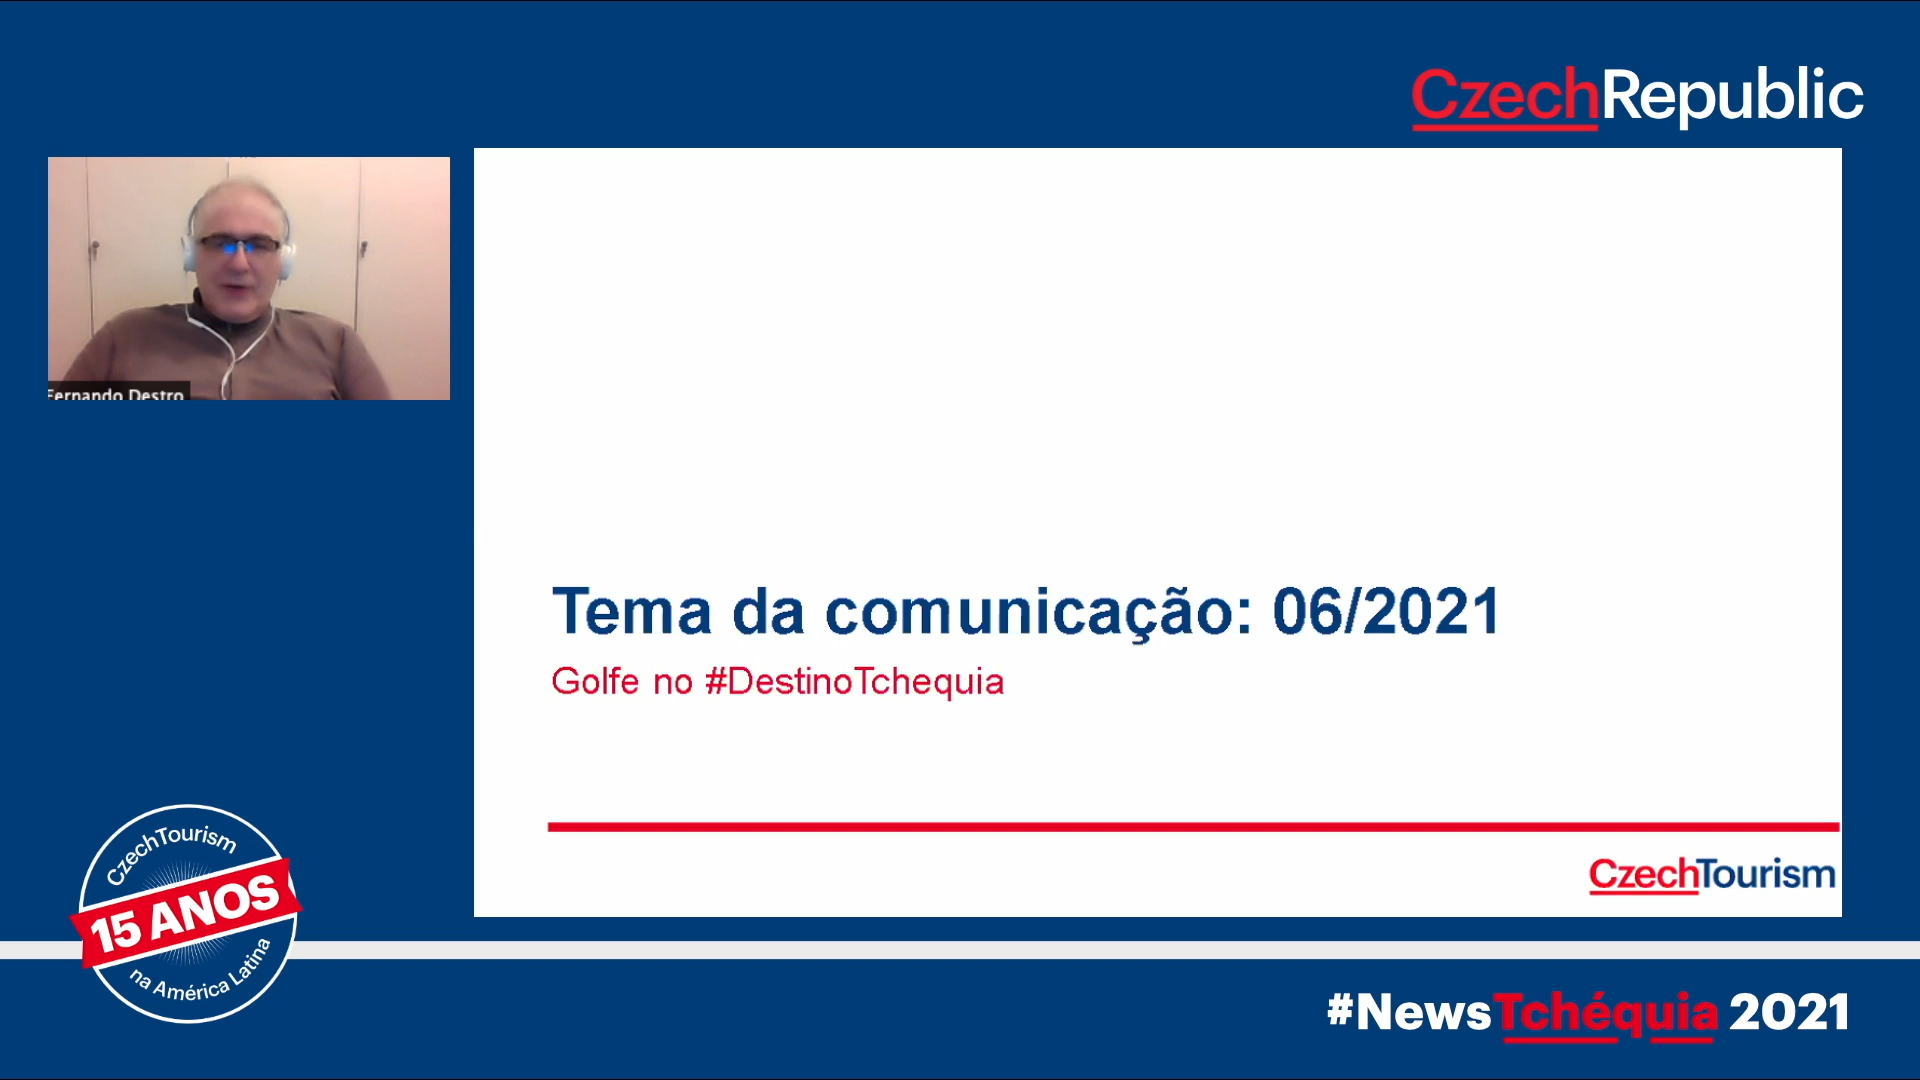 CzechRepublic
Fernando Destro
Tema da comunicação: 06/2021
Golfe no #DestinoTchequia
CzechTourism
CzechTourism
15 ANOS
na América Latina
#NewsTchéquia 2021